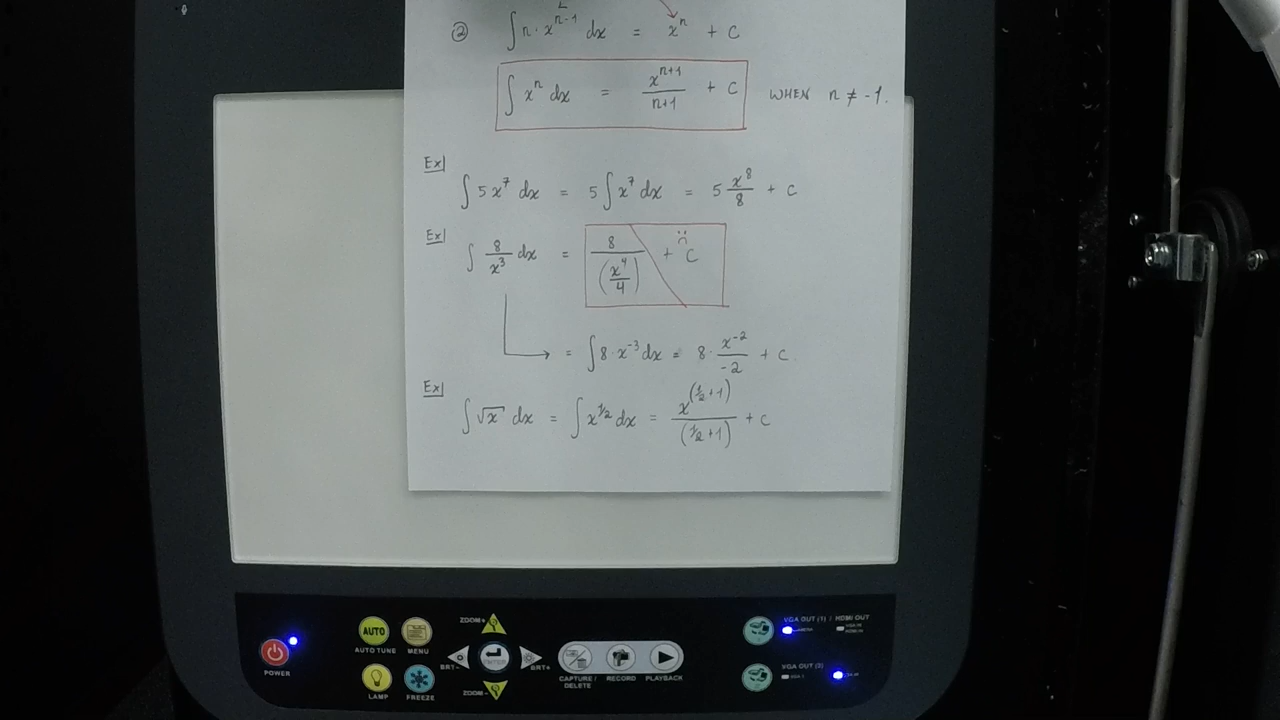 ② ∫ n · x^(n-1) dx = x^n + C
∫ x^n dx = x^(n+1)/(n+1) + C WHEN n ≠ -1.
Ex|
∫ 5x^7 dx = 5 ∫ x^7 dx = 5 x^8/8 + C
Ex|
∫ 8/x^3 dx = 8/(x^4/4) + C
= ∫ 8 · x^-3 dx = 8 · x^-2/-2 + C.
Ex|
∫ √x dx = ∫ x^1/2 dx = x^(1/2+1)/(1/2+1) + C
POWER
AUTO
AUTO TUNE
MENU
LAMP
FREEZE
ZOOM+
BRT-
ENTER
BRT+
ZOOM-
CAPTURE / DELETE
RECORD
PLAYBACK
VGA OUT (1) / HDMI OUT
VGA OUT (2)